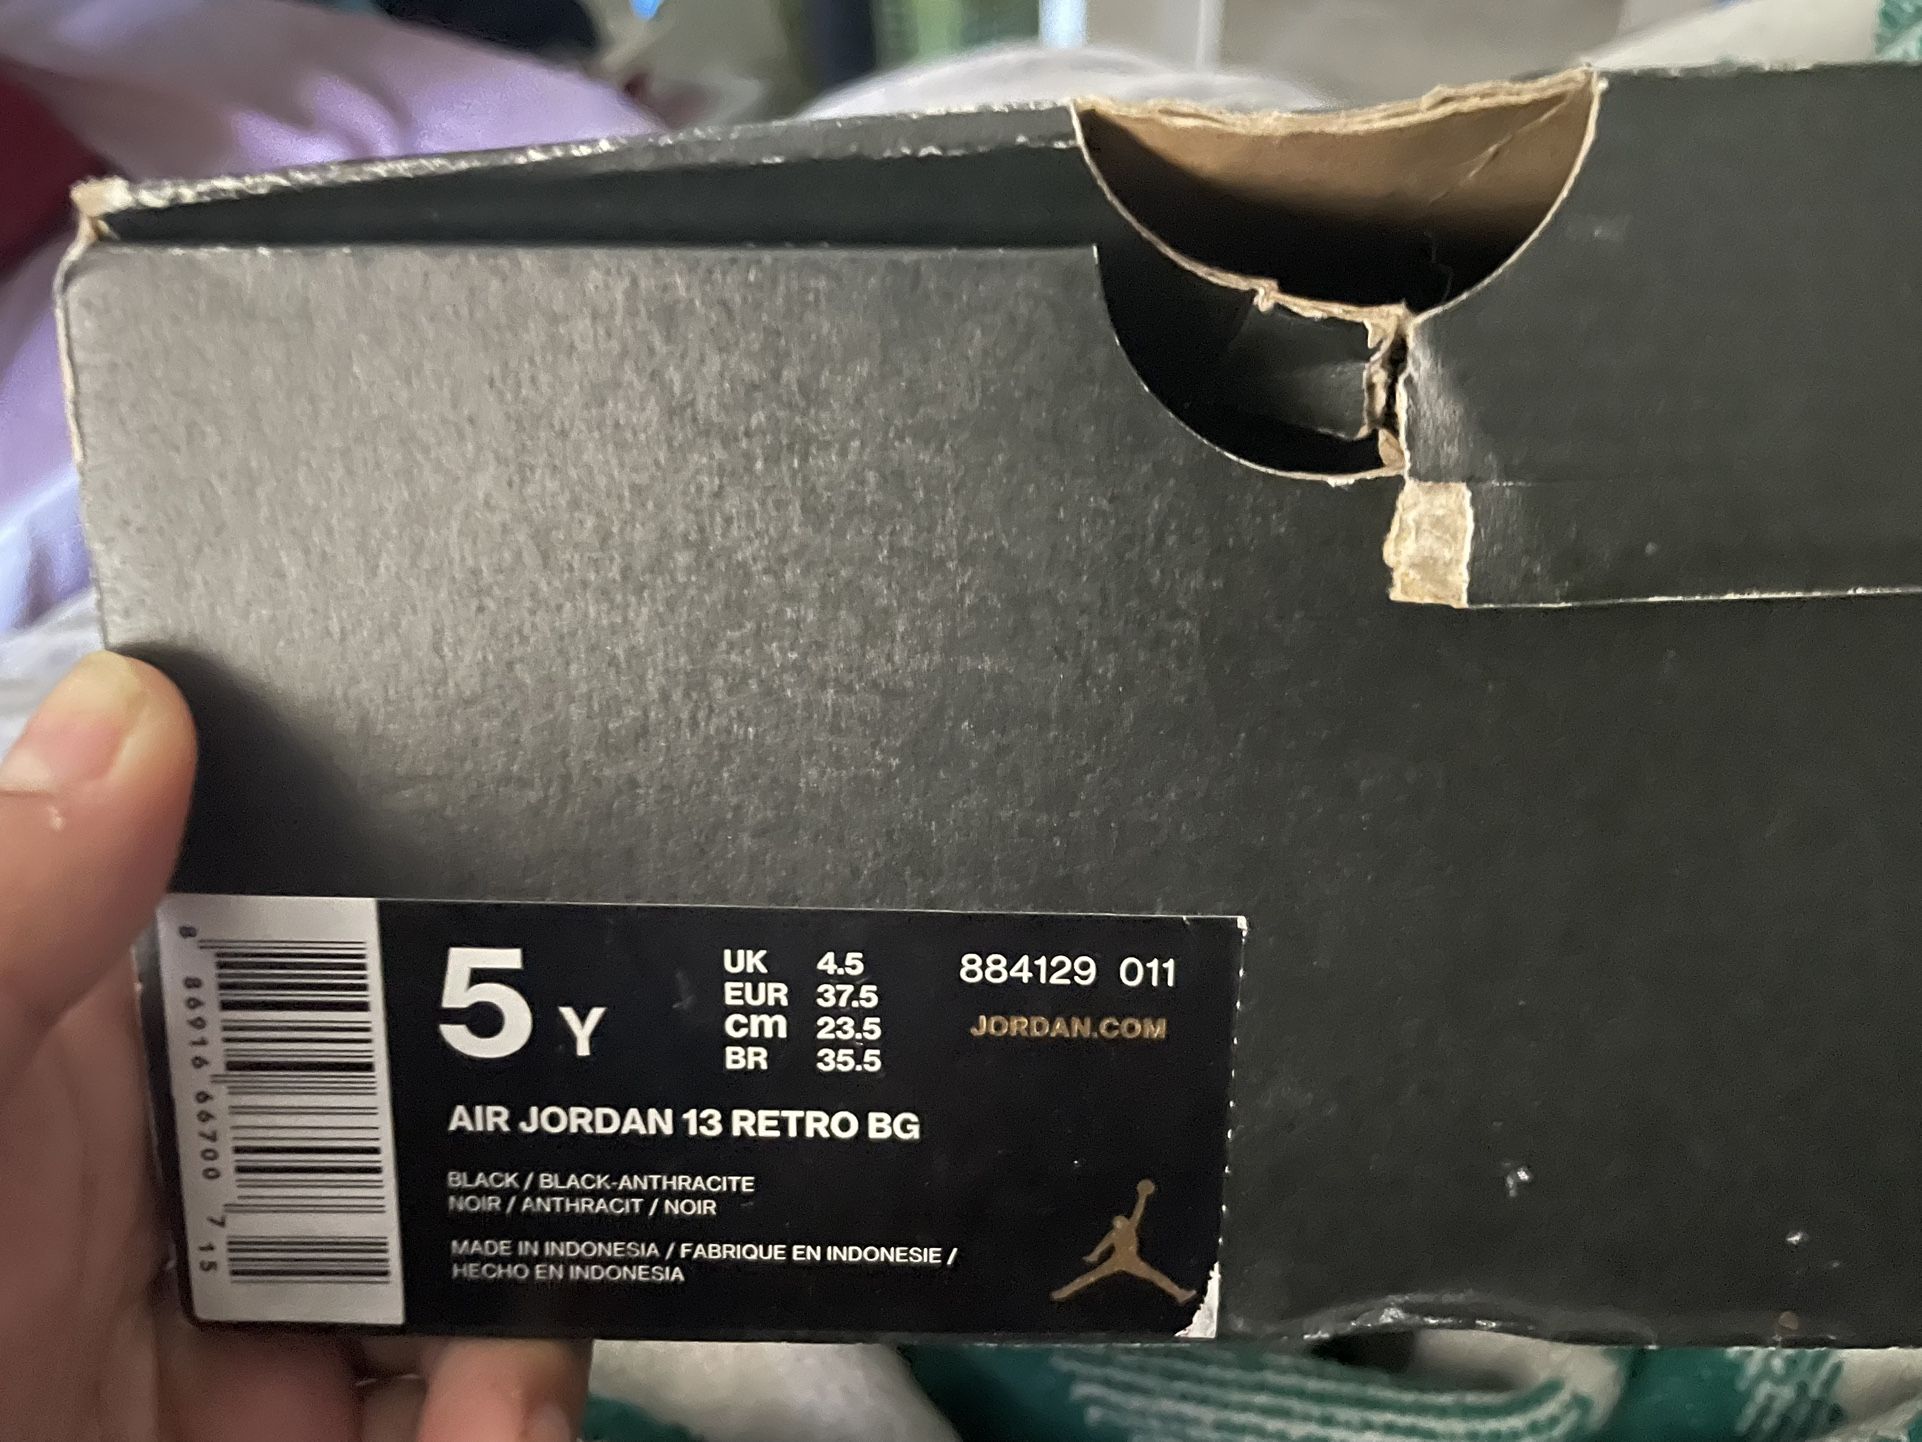 5 Y
UK 4.5
EUR 37.5
cm 23.5
BR 35.5
884129 011
JORDAN.COM
AIR JORDAN 13 RETRO BG
BLACK / BLACK-ANTHRACITE
NOIR / ANTHRACIT / NOIR
MADE IN INDONESIA / FABRIQUE EN INDONESIE /
HECHO EN INDONESIA
8 86916 66700 7 15